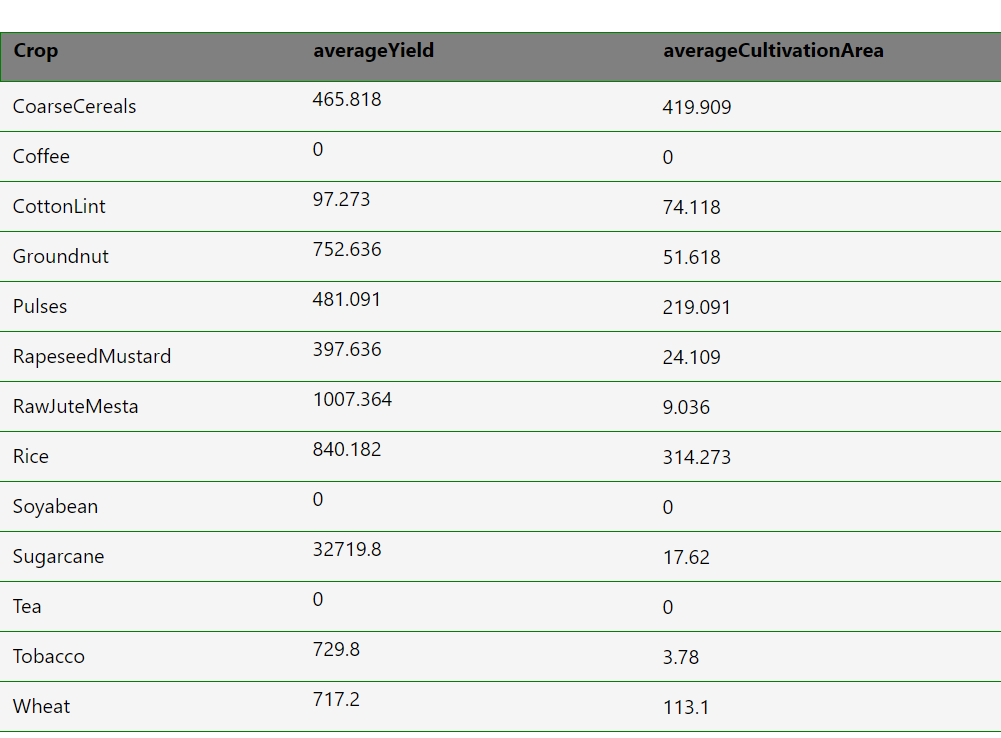 Crop averageYield averageCultivationArea
CoarseCereals 465.818 419.909
Coffee 0 0
CottonLint 97.273 74.118
Groundnut 752.636 51.618
Pulses 481.091 219.091
RapeseedMustard 397.636 24.109
RawJuteMesta 1007.364 9.036
Rice 840.182 314.273
Soyabean 0 0
Sugarcane 32719.8 17.62
Tea 0 0
Tobacco 729.8 3.78
Wheat 717.2 113.1